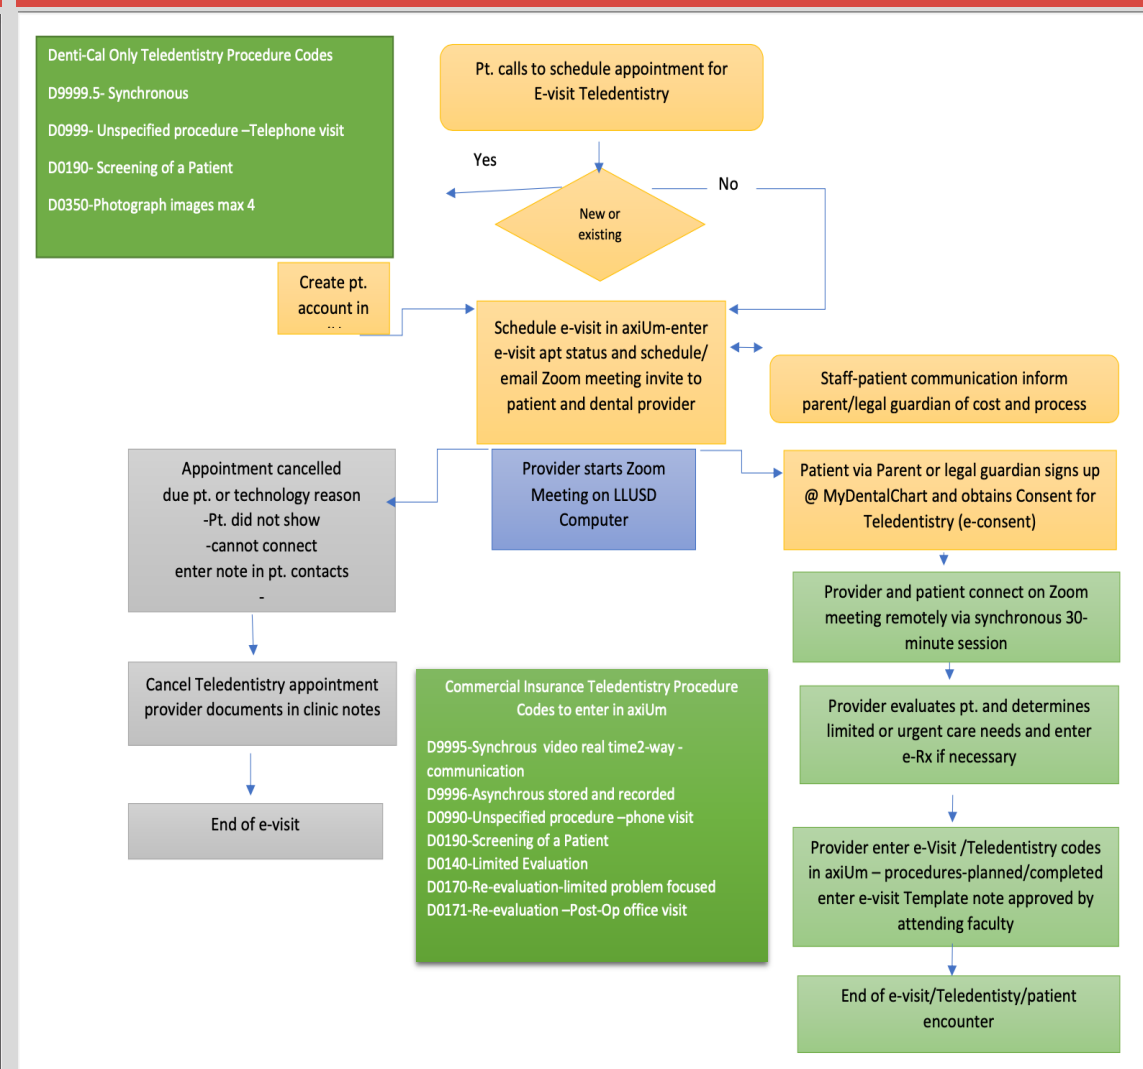 Denti-Cal Only Teledentistry Procedure Codes
D9999.5- Synchronous
D0999- Unspecified procedure –Telephone visit
D0190- Screening of a Patient
D0350-Photograph images max 4
Pt. calls to schedule appointment for
E-visit Teledentistry
Yes
No
New or
existing
Create pt.
account in
Schedule e-visit in axiUm-enter
e-visit apt status and schedule/
email Zoom meeting invite to
patient and dental provider
Staff-patient communication inform
parent/legal guardian of cost and process
Appointment cancelled
due pt. or technology reason
-Pt. did not show
-cannot connect
enter note in pt. contacts
-
Provider starts Zoom
Meeting on LLUSD
Computer
Patient via Parent or legal guardian signs up
@ MyDentalChart and obtains Consent for
Teledentistry (e-consent)
Provider and patient connect on Zoom
meeting remotely via synchronous 30-
minute session
Cancel Teledentistry appointment
provider documents in clinic notes
Commercial Insurance Teledentistry Procedure
Codes to enter in axiUm
D9995-Synchrous video real time2-way -
communication
D9996-Asynchrous stored and recorded
D0990-Unspecified procedure –phone visit
D0190-Screening of a Patient
D0140-Limited Evaluation
D0170-Re-evaluation-limited problem focused
D0171-Re-evaluation –Post-Op office visit
Provider evaluates pt. and determines
limited or urgent care needs and enter
e-Rx if necessary
End of e-visit
Provider enter e-Visit /Teledentistry codes
in axiUm – procedures-planned/completed
enter e-visit Template note approved by
attending faculty
End of e-visit/Teledentisty/patient
encounter